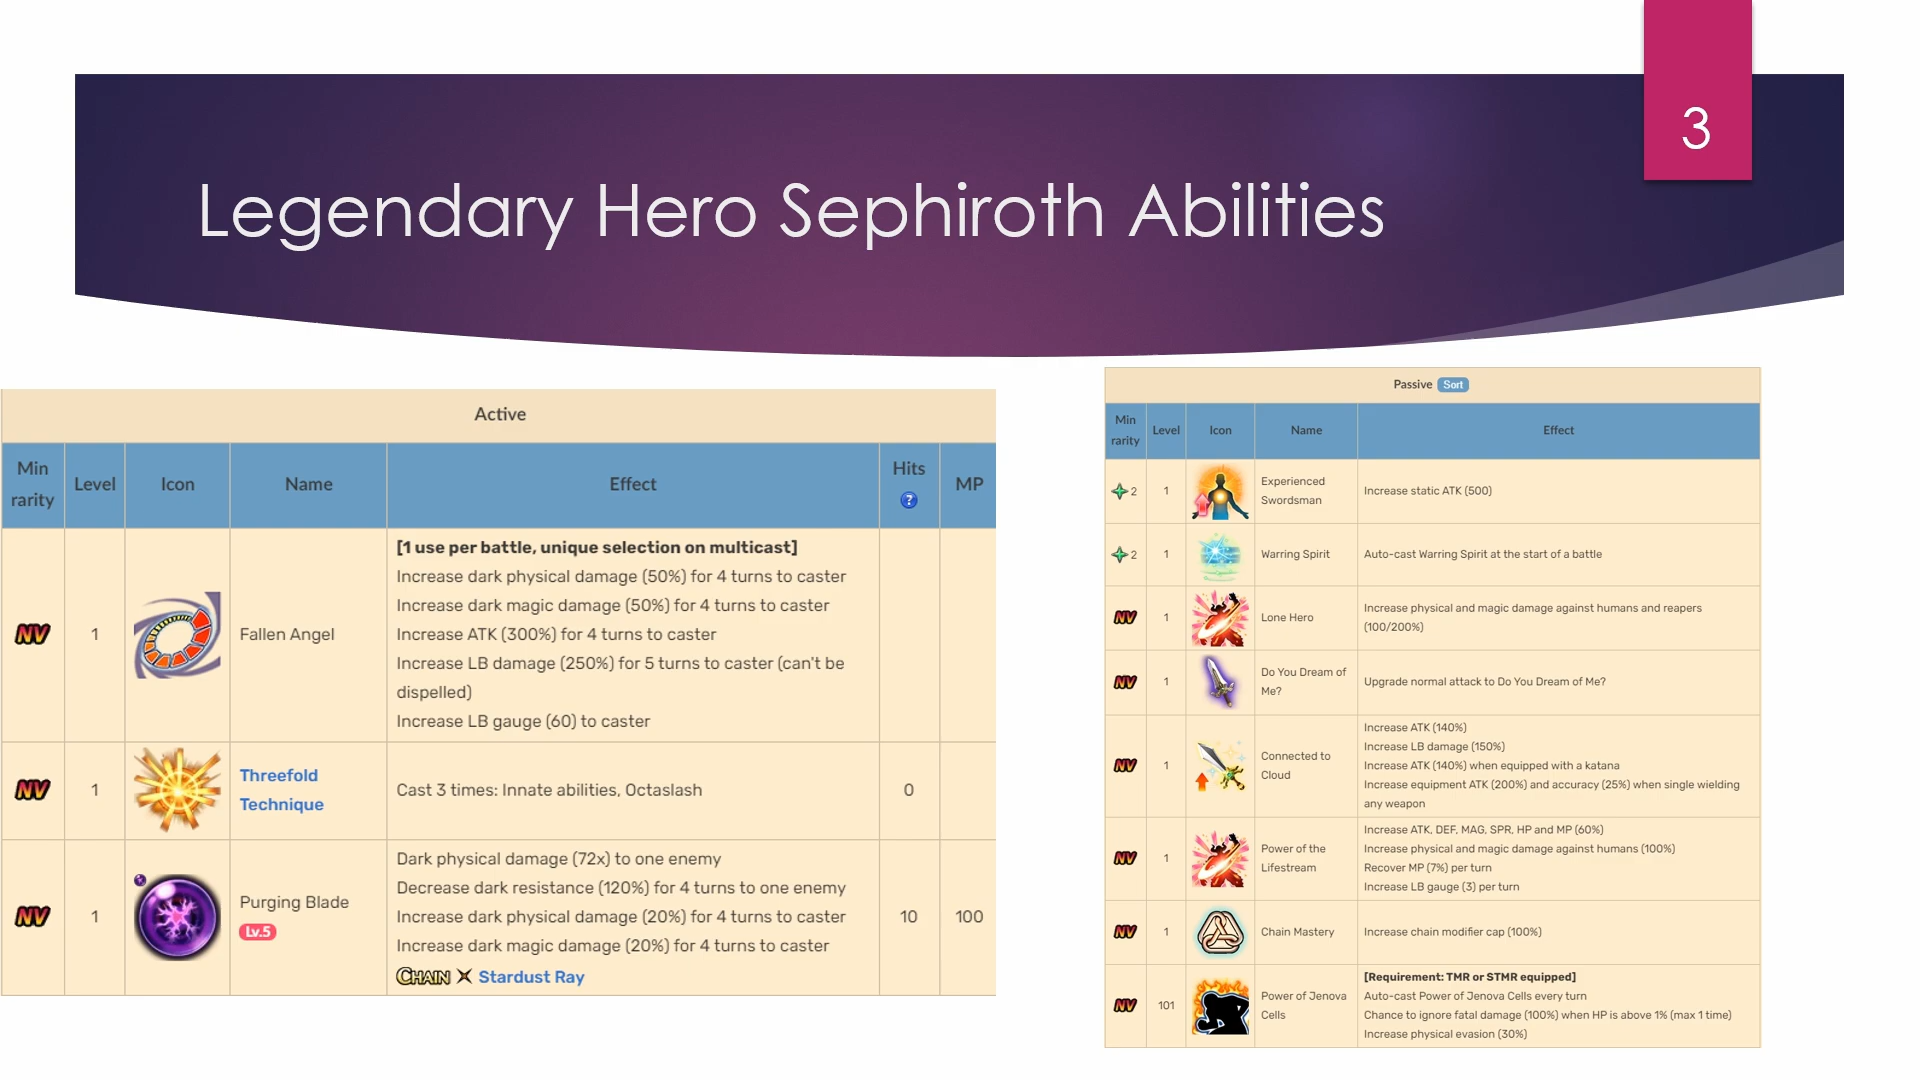 3
Legendary Hero Sephiroth Abilities
Active
Min rarity Level Icon Name Effect Hits ? MP
NV 1 Fallen Angel
[1 use per battle, unique selection on multicast]
Increase dark physical damage (50%) for 4 turns to caster
Increase dark magic damage (50%) for 4 turns to caster
Increase ATK (300%) for 4 turns to caster
Increase LB damage (250%) for 5 turns to caster (can't be
dispelled)
Increase LB gauge (60) to caster
NV 1 Threefold
Technique
Cast 3 times: Innate abilities, Octaslash 0
NV 1 Purging Blade
Lv.5
Dark physical damage (72x) to one enemy
Decrease dark resistance (120%) for 4 turns to one enemy
Increase dark physical damage (20%) for 4 turns to caster
Increase dark magic damage (20%) for 4 turns to caster
CHAIN Stardust Ray
10 100
Passive Sort
Min rarity Level Icon Name Effect
2 1 Experienced
Swordsman
Increase static ATK (500)
2 1 Warring Spirit Auto-cast Warring Spirit at the start of a battle
NV 1 Lone Hero
Increase physical and magic damage against humans and reapers
(100/200%)
NV 1 Do You Dream of
Me?
Upgrade normal attack to Do You Dream of Me?
NV 1 Connected to
Cloud
Increase ATK (140%)
Increase LB damage (150%)
Increase ATK (140%) when equipped with a katana
Increase equipment ATK (200%) and accuracy (25%) when single wielding
any weapon
NV 1 Power of the
Lifestream
Increase ATK, DEF, MAG, SPR, HP and MP (60%)
Increase physical and magic damage against humans (100%)
Recover MP (7%) per turn
Increase LB gauge (3) per turn
NV 1 Chain Mastery Increase chain modifier cap (100%)
NV 101 Power of Jenova
Cells
[Requirement: TMR or STMR equipped]
Auto-cast Power of Jenova Cells every turn
Chance to ignore fatal damage (100%) when HP is above 1% (max 1 time)
Increase physical evasion (30%)